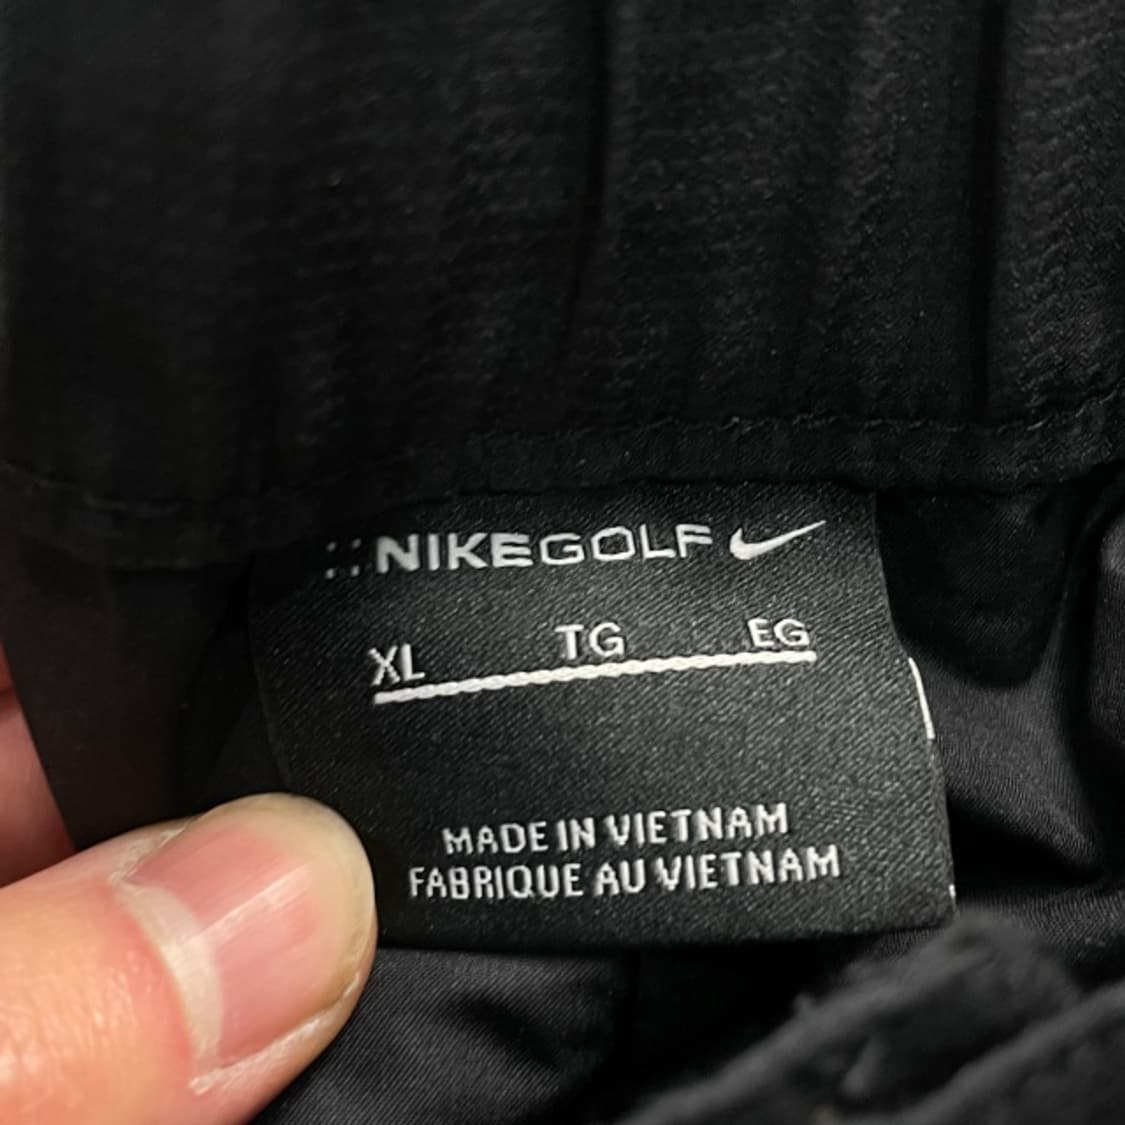 NIKEGOLF
XL TG EG
MADE IN VIETNAM
FABRIQUE AU VIETNAM